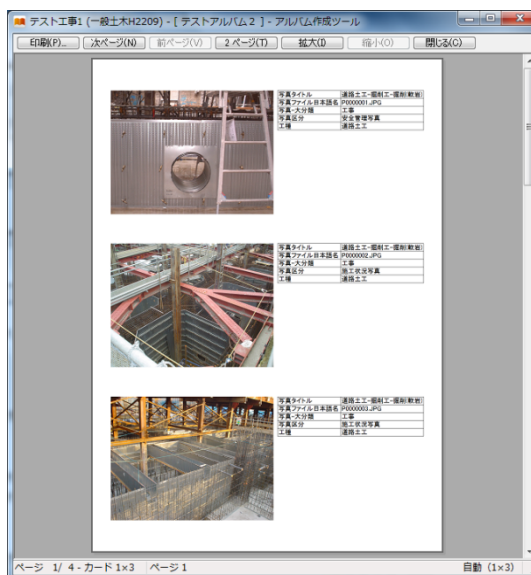 テスト工事1 (一般土木H2209) - [ テストアルバム２ ] - アルバム作成ツール
印刷(P)... 次ページ(N) 前ページ(V) 2 ページ(T) 拡大(I) 縮小(O) 閉じる(C)
写真タイトル 道路土工-掘削工-掘削(軟岩)
写真ファイル日本語名 P0000001.JPG
写真-大分類 工事
写真区分 安全管理写真
工種 道路土工
写真タイトル 道路土工-掘削工-掘削(軟岩)
写真ファイル日本語名 P0000002.JPG
写真-大分類 工事
写真区分 施工状況写真
工種 道路土工
写真タイトル 道路土工-掘削工-掘削(軟岩)
写真ファイル日本語名 P0000003.JPG
写真-大分類 工事
写真区分 施工状況写真
工種 道路土工
ページ 1/ 4 - カード 1×3 ページ 1 自動 (1×3)